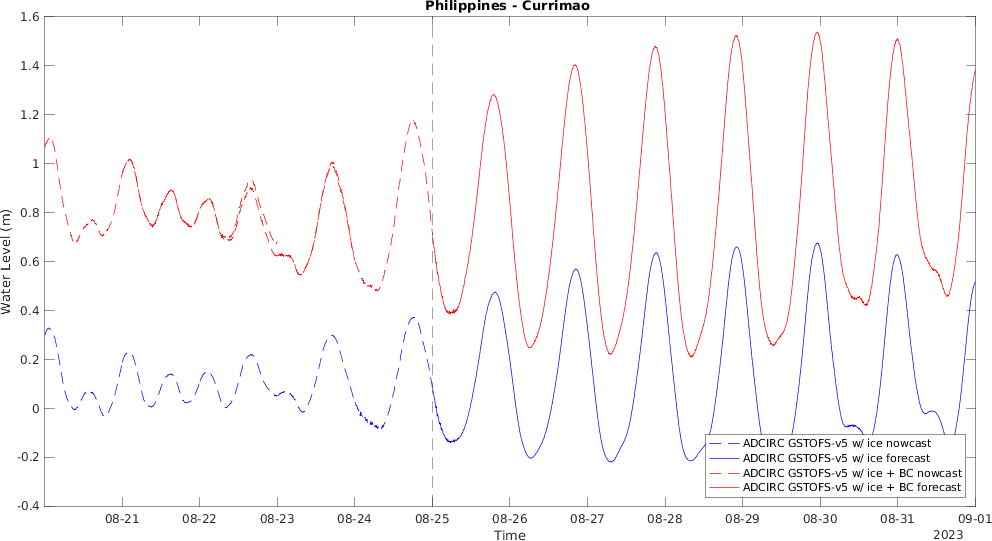 Philippines - Currimao
Water Level (m)
1.6
1.4
1.2
1
0.8
0.6
0.4
0.2
0
-0.2
-0.4
ADCIRC GSTOFS-v5 w/ ice nowcast
ADCIRC GSTOFS-v5 w/ ice forecast
ADCIRC GSTOFS-v5 w/ ice + BC nowcast
ADCIRC GSTOFS-v5 w/ ice + BC forecast
08-21 08-22 08-23 08-24 08-25 08-26 08-27 08-28 08-29 08-30 08-31 09-01
Time
2023